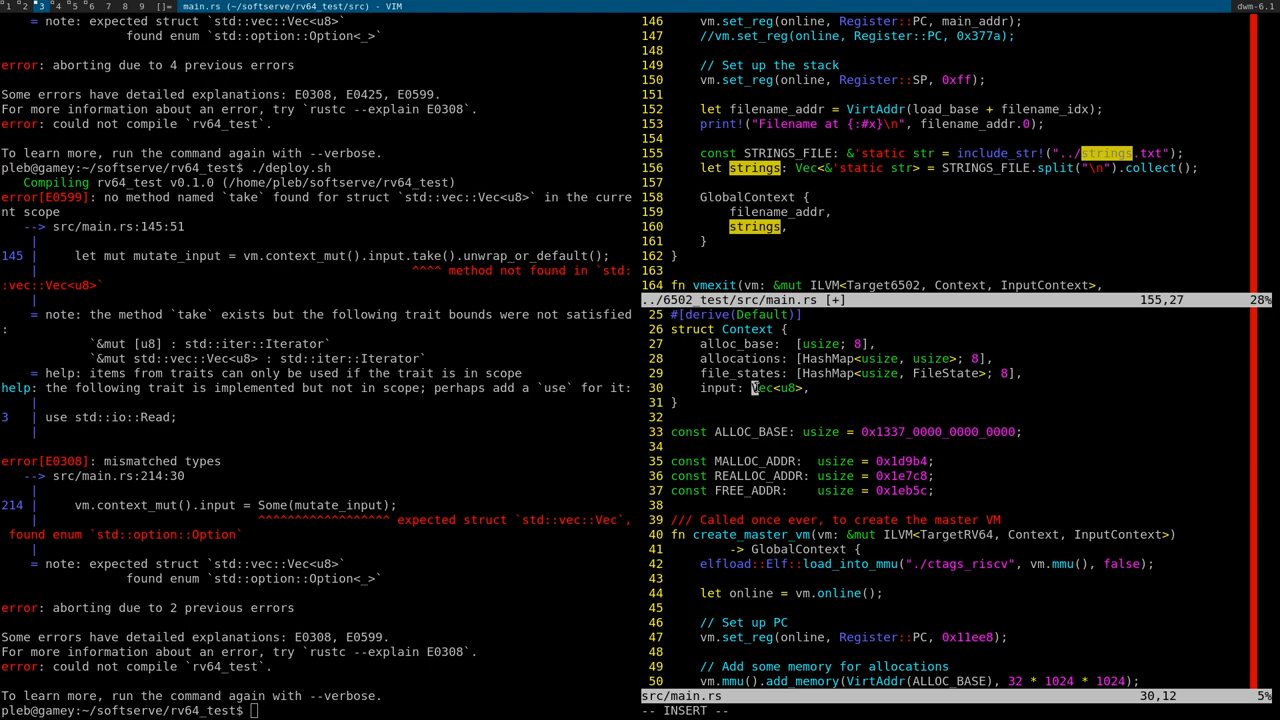 1 2 3 4 5 6 7 8 9 []= main.rs (~/softserve/rv64_test/src) - VIM dwm-6.1
= note: expected struct `std::vec::Vec<u8>`
found enum `std::option::Option<_>`
error: aborting due to 4 previous errors
Some errors have detailed explanations: E0308, E0425, E0599.
For more information about an error, try `rustc --explain E0308`.
error: could not compile `rv64_test`.
To learn more, run the command again with --verbose.
pleb@gamey:~/softserve/rv64_test$ ./deploy.sh
Compiling rv64_test v0.1.0 (/home/pleb/softserve/rv64_test)
error[E0599]: no method named `take` found for struct `std::vec::Vec<u8>` in the curre
nt scope
--> src/main.rs:145:51
|
145 | let mut mutate_input = vm.context_mut().input.take().unwrap_or_default();
| ^^^^ method not found in `std:
:vec::Vec<u8>`
|
= note: the method `take` exists but the following trait bounds were not satisfied
:
`&mut [u8] : std::iter::Iterator`
`&mut std::vec::Vec<u8> : std::iter::Iterator`
= help: items from traits can only be used if the trait is in scope
help: the following trait is implemented but not in scope; perhaps add a `use` for it:
|
3 | use std::io::Read;
|
error[E0308]: mismatched types
--> src/main.rs:214:30
|
214 | vm.context_mut().input = Some(mutate_input);
| ^^^^^^^^^^^^^^^^^^ expected struct `std::vec::Vec`,
found enum `std::option::Option`
|
= note: expected struct `std::vec::Vec<u8>`
found enum `std::option::Option<_>`
error: aborting due to 2 previous errors
Some errors have detailed explanations: E0308, E0599.
For more information about an error, try `rustc --explain E0308`.
error: could not compile `rv64_test`.
To learn more, run the command again with --verbose.
pleb@gamey:~/softserve/rv64_test$
146 vm.set_reg(online, Register::PC, main_addr);
147 //vm.set_reg(online, Register::PC, 0x377a);
148
149 // Set up the stack
150 vm.set_reg(online, Register::SP, 0xff);
151
152 let filename_addr = VirtAddr(load_base + filename_idx);
153 print!("Filename at {:#x}\n", filename_addr.0);
154
155 const STRINGS_FILE: &'static str = include_str!("../strings.txt");
156 let strings: Vec<&'static str> = STRINGS_FILE.split("\n").collect();
157
158 GlobalContext {
159 filename_addr,
160 strings,
161 }
162 }
163
164 fn vmexit(vm: &mut ILVM<Target6502, Context, InputContext>,
../6502_test/src/main.rs [+] 155,27 28%
25 #[derive(Default)]
26 struct Context {
27 alloc_base: [usize; 8],
28 allocations: [HashMap<usize, usize>; 8],
29 file_states: [HashMap<usize, FileState>; 8],
30 input: Vec<u8>,
31 }
32
33 const ALLOC_BASE: usize = 0x1337_0000_0000_0000;
34
35 const MALLOC_ADDR: usize = 0x1d9b4;
36 const REALLOC_ADDR: usize = 0x1e7c8;
37 const FREE_ADDR: usize = 0x1eb5c;
38
39 /// Called once ever, to create the master VM
40 fn create_master_vm(vm: &mut ILVM<TargetRV64, Context, InputContext>)
41 -> GlobalContext {
42 elfload::Elf::load_into_mmu("./ctags_riscv", vm.mmu(), false);
43
44 let online = vm.online();
45
46 // Set up PC
47 vm.set_reg(online, Register::PC, 0x11ee8);
48
49 // Add some memory for allocations
50 vm.mmu().add_memory(VirtAddr(ALLOC_BASE), 32 * 1024 * 1024);
src/main.rs 30,12 5%
-- INSERT --